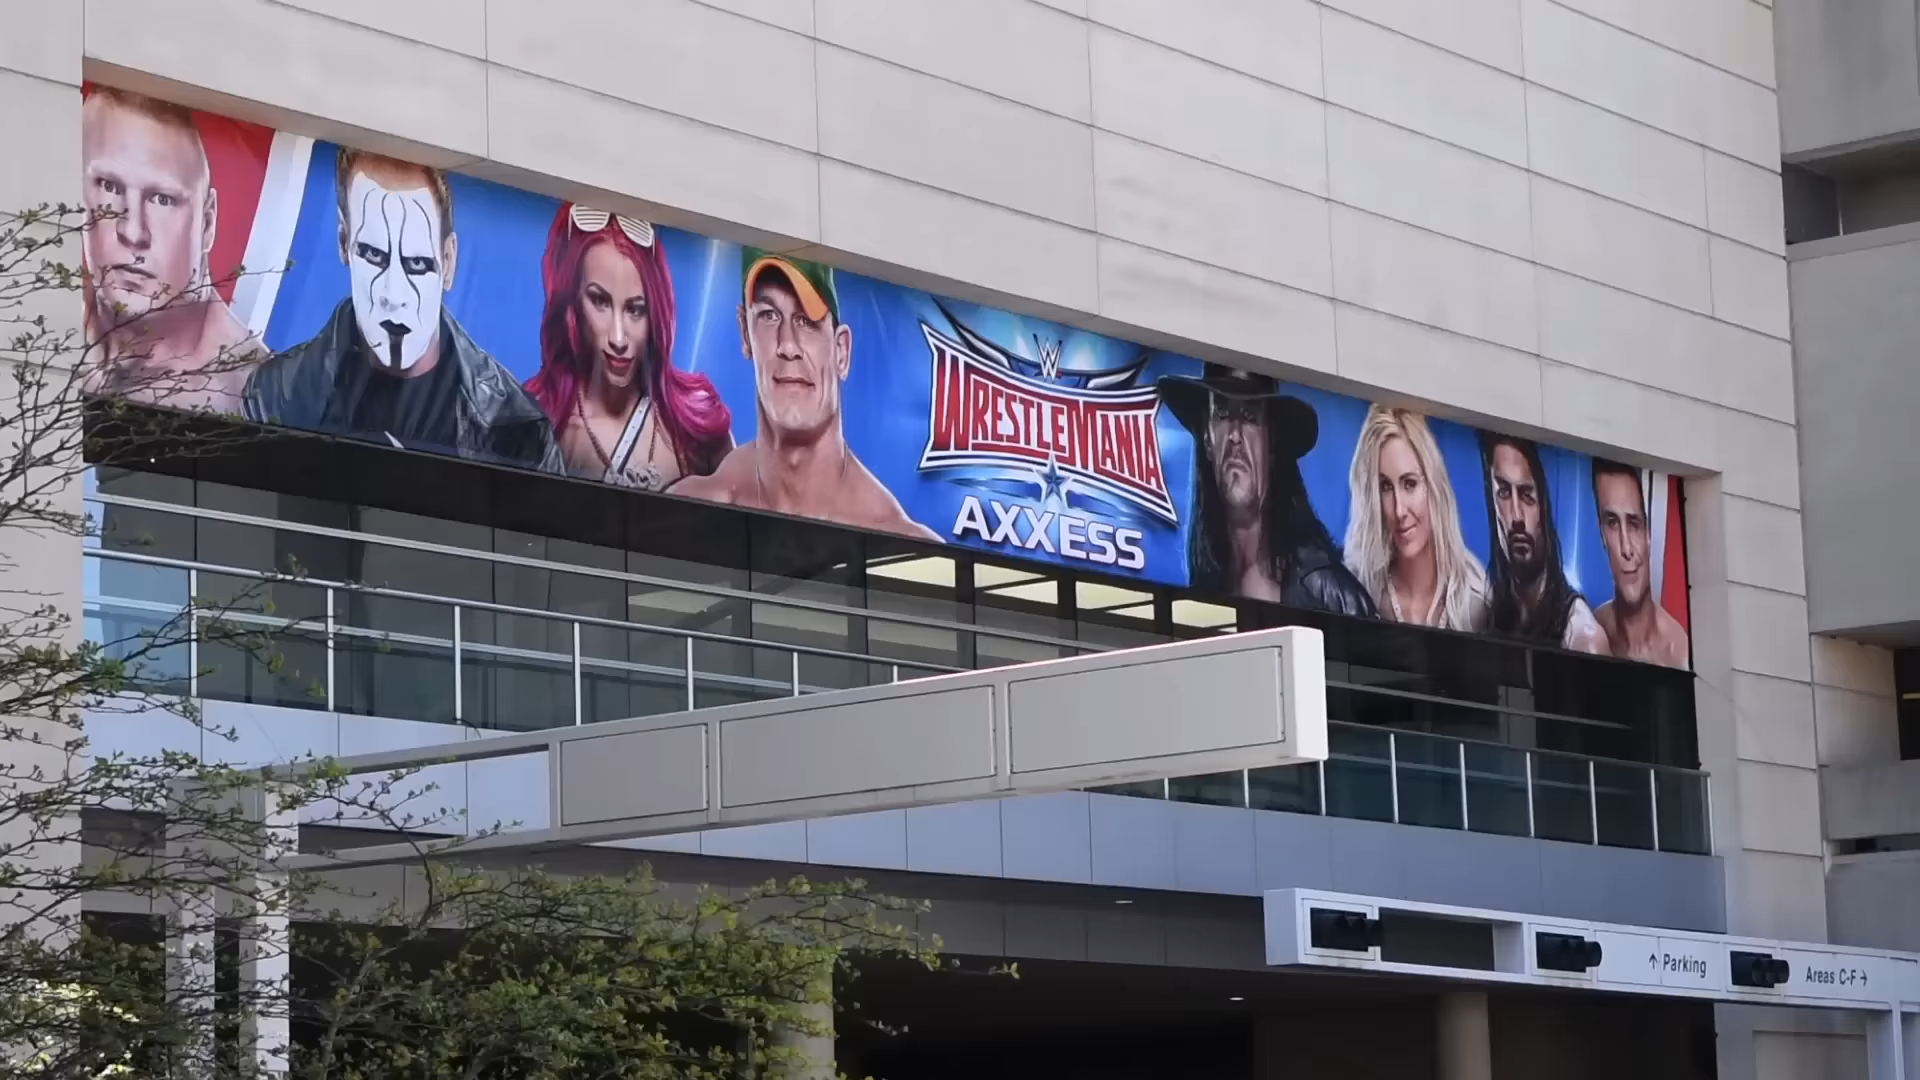 W
WRESTLEMANIA
AXXESS
↑ Parking
Areas C-F →